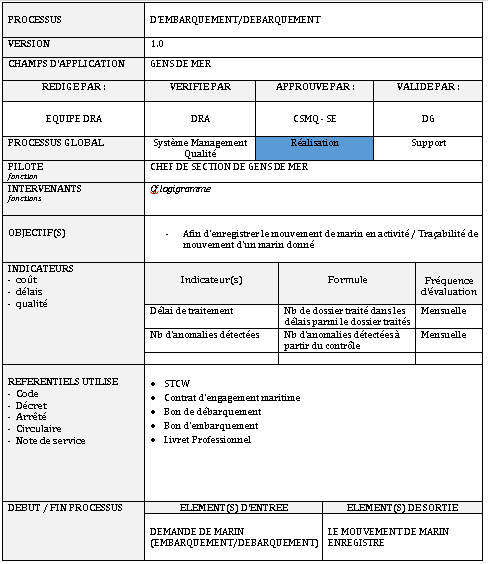 PROCESSUS D'EMBARQUEMENT/DEBARQUEMENT
VERSION 1.0
CHAMPS D'APPLICATION GENS DE MER
REDIGE PAR : VERIFIE PAR APPROUVE PAR : VALIDE PAR :
EQUIPE DRA DRA CSMQ - SE DG
PROCESSUS GLOBAL Système Management Qualité Réalisation Support
PILOTE
fonction
CHEF DE SECTION DE GENS DE MER
INTERVENANTS
fonctions
Cf logigramme
OBJECTIF(S)
- Afin d'enregistrer le mouvement de marin en activité / Traçabilité de
mouvement d'un marin donné
INDICATEURS
- coût
- délais
- qualité
Indicateur(s) Formule Fréquence d'évaluation
Délai de traitement Nb de dossier traité dans les délais parmi le dossier traités Mensuelle
Nb d'anomalies détectées Nb d'anomalies détectées à partir du contrôle Mensuelle
REFERENTIELS UTILISE
- Code
- Décret
- Arrêté
- Circulaire
- Note de service
• STCW
• Contrat d'engagement maritime
• Bon de débarquement
• Bon d'embarquement
• Livret Professionnel
DEBUT / FIN PROCESSUS ELEMENT(S) D'ENTREE ELEMENT(S) DE SORTIE
DEMANDE DE MARIN
(EMBARQUEMENT/DEBARQUEMENT)
LE MOUVEMENT DE MARIN
ENREGISTRE